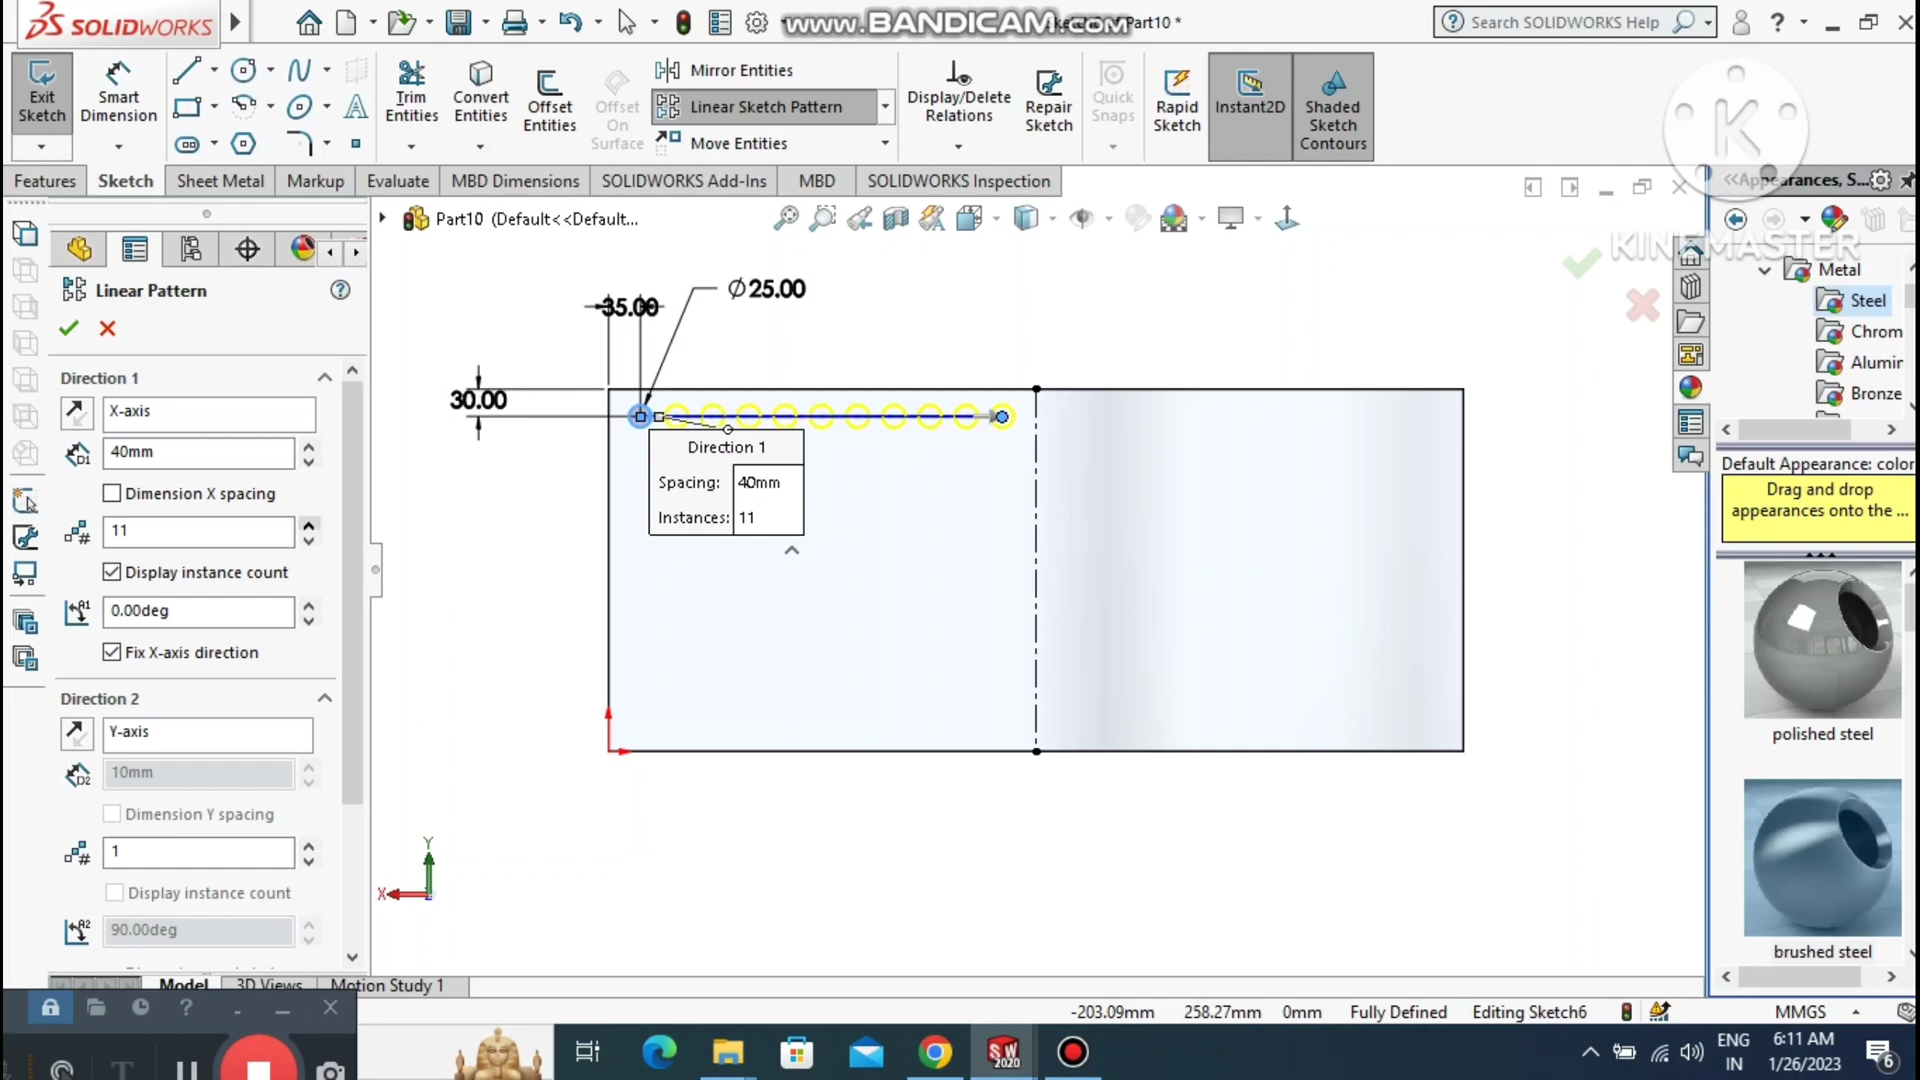 SOLIDWORKS
www.BANDICAM.com
Part10 *
Search SOLIDWORKS Help
Exit Sketch
Smart Dimension
Trim Entities
Convert Entities
Offset Entities
Offset On Surface
Mirror Entities
Linear Sketch Pattern
Move Entities
Display/Delete Relations
Repair Sketch
Quick Snaps
Rapid Sketch
Instant2D
Shaded Sketch Contours
K
Features
Sketch
Sheet Metal
Markup
Evaluate
MBD Dimensions
SOLIDWORKS Add-Ins
MBD
SOLIDWORKS Inspection
<<Appearances, S...
Part10 (Default<<Default...
KINEMASTER
Linear Pattern
Direction 1
X-axis
40mm
Dimension X spacing
11
Display instance count
0.00deg
Fix X-axis direction
Direction 2
Y-axis
10mm
Dimension Y spacing
1
Display instance count
90.00deg
35.00
∅25.00
30.00
Direction 1
Spacing: 40mm
Instances: 11
Y
X
Metal
Steel
Chrom
Alumin
Bronze
Default Appearance: color
Drag and drop
appearances onto the ...
polished steel
brushed steel
Model
3D Views
Motion Study 1
-203.09mm
258.27mm
0mm
Fully Defined
Editing Sketch6
MMGS
SW
2020
ENG
IN
6:11 AM
1/26/2023
6